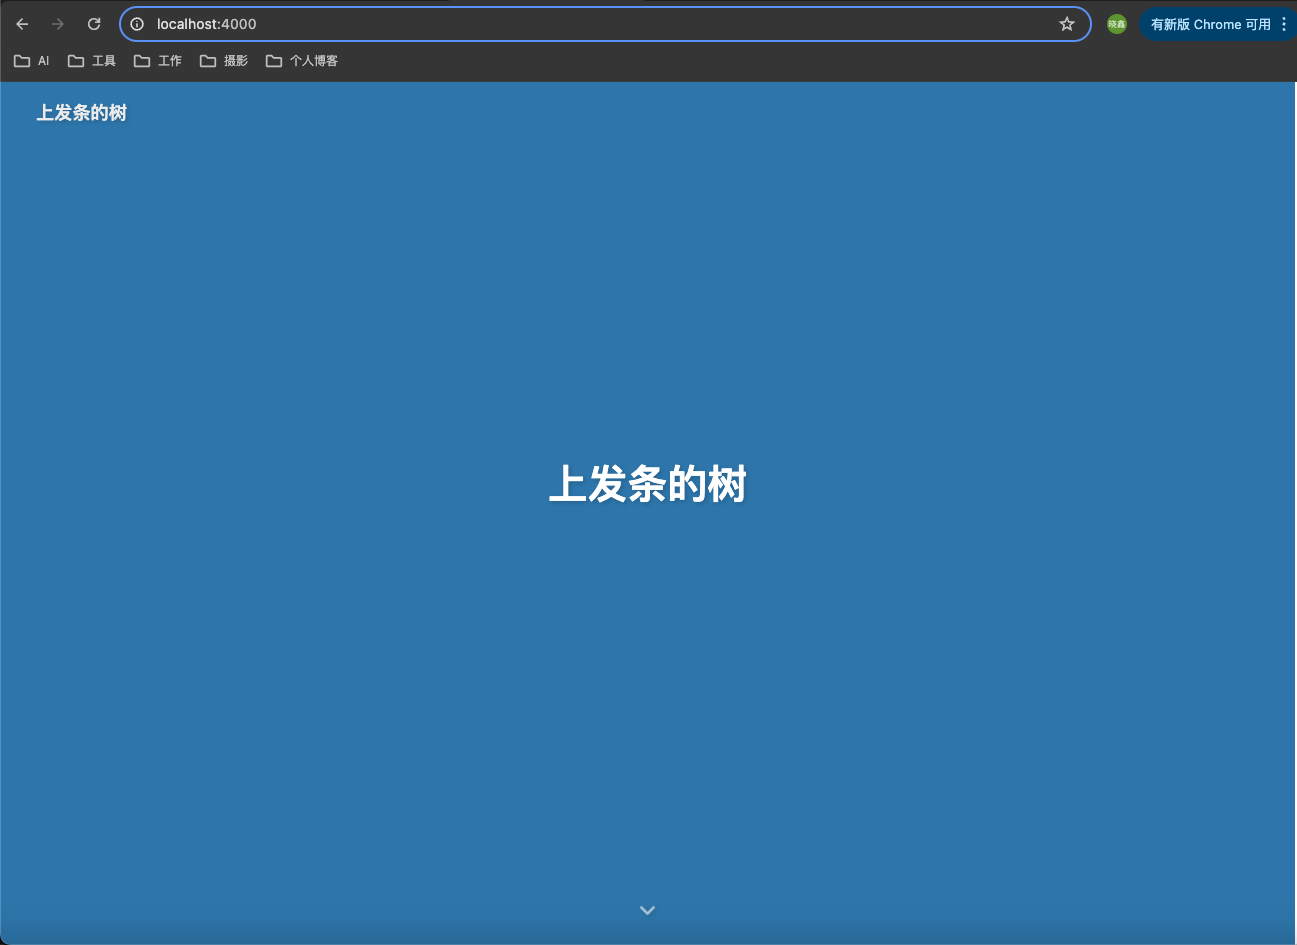 localhost:4000
晓鑫
有新版 Chrome 可用
AI
工具
工作
摄影
个人博客
上发条的树
上发条的树